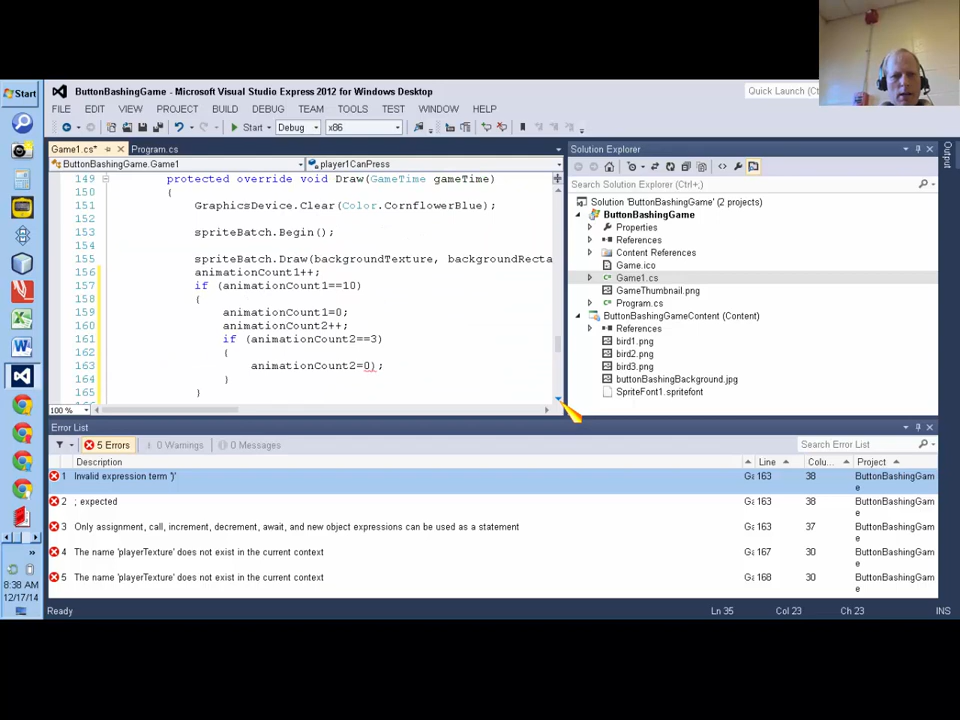 Start
ButtonBashingGame - Microsoft Visual Studio Express 2012 for Windows Desktop
Quick Launch (Ctrl+Q)
FILE EDIT VIEW PROJECT BUILD DEBUG TEAM TOOLS TEST WINDOW HELP
Start Debug x86
Game1.cs* Program.cs
ButtonBashingGame.Game1 player1CanPress
149 protected override void Draw(GameTime gameTime)
150 {
151 GraphicsDevice.Clear(Color.CornflowerBlue);
152
153 spriteBatch.Begin();
154
155 spriteBatch.Draw(backgroundTexture, backgroundRecta
156 animationCount1++;
157 if (animationCount1==10)
158 {
159 animationCount1=0;
160 animationCount2++;
161 if (animationCount2==3)
162 {
163 animationCount2=0);
164 }
165 }
100 %
Solution Explorer
Search Solution Explorer (Ctrl+;)
Solution 'ButtonBashingGame' (2 projects)
ButtonBashingGame
Properties
References
Content References
Game.ico
Game1.cs
GameThumbnail.png
Program.cs
ButtonBashingGameContent (Content)
References
bird1.png
bird2.png
bird3.png
buttonBashingBackground.jpg
SpriteFont1.spritefont
Output
Error List
5 Errors 0 Warnings 0 Messages
Search Error List
Description Line Colu... Project
1 Invalid expression term ')' Ga 163 38 ButtonBashingGame
2 ; expected Ga 163 38 ButtonBashingGame
3 Only assignment, call, increment, decrement, await, and new object expressions can be used as a statement Ga 163 37 ButtonBashingGame
4 The name 'playerTexture' does not exist in the current context Ga 167 30 ButtonBashingGame
5 The name 'playerTexture' does not exist in the current context Ga 168 30 ButtonBashingGame
8:38 AM
12/17/14
Ready Ln 35 Col 23 Ch 23 INS